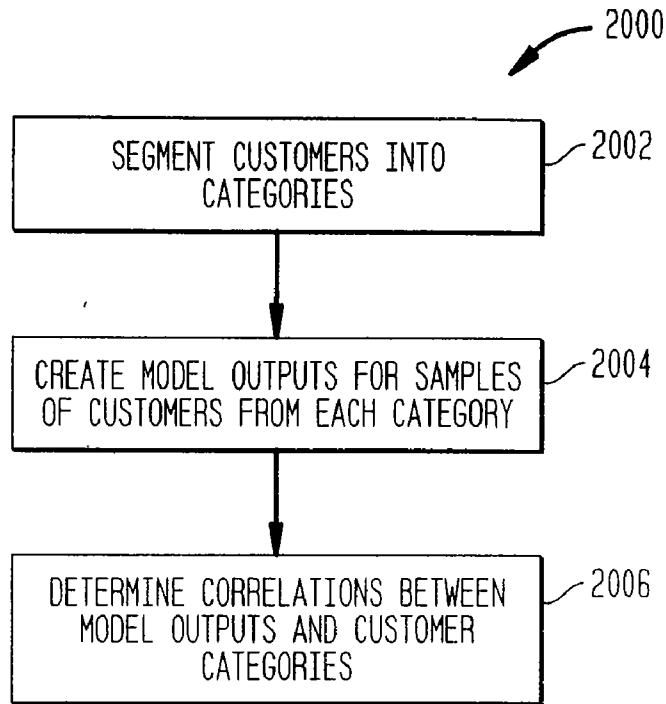 2000
SEGMENT CUSTOMERS INTO
CATEGORIES
2002
CREATE MODEL OUTPUTS FOR SAMPLES
OF CUSTOMERS FROM EACH CATEGORY
2004
DETERMINE CORRELATIONS BETWEEN
MODEL OUTPUTS AND CUSTOMER
CATEGORIES
2006